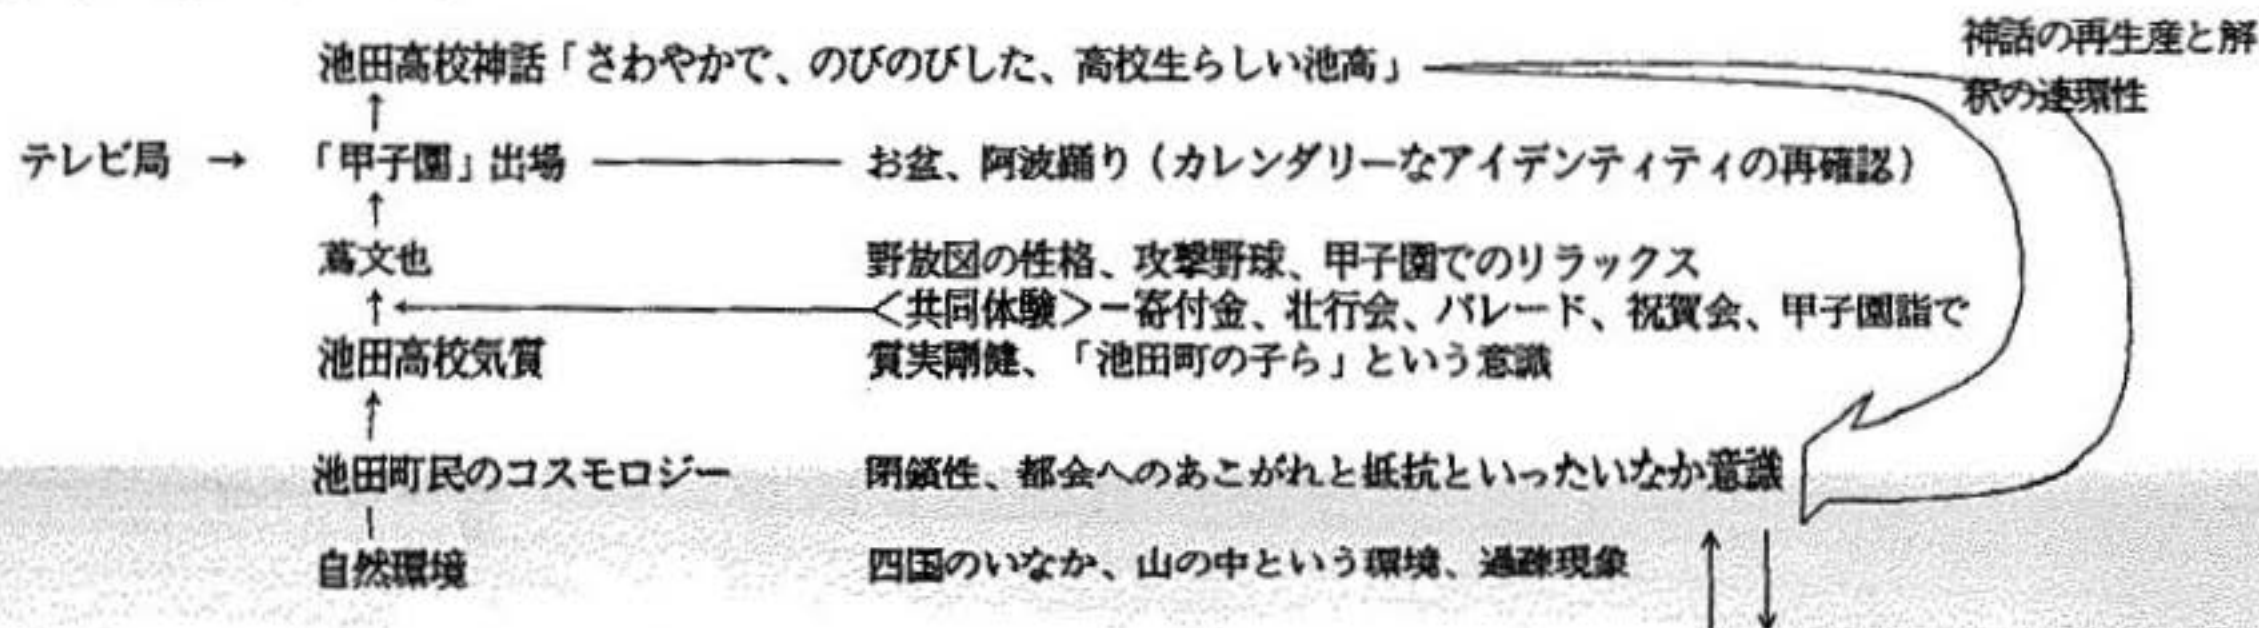 神話の再生産と解
池田高校神話「さわやかで、のびのびした、高校生らしい池高」
釈の連環性
テレビ局 → 「甲子園」出場 ——— お盆、阿波踊り（カレンダリーなアイデンティティの再確認）
蔦文也 野放図の性格、攻撃野球、甲子園でのリラックス
＜共同体験＞－寄付金、壮行会、パレード、祝賀会、甲子園詣で
池田高校気質 質実剛健、「池田町の子ら」という意識
池田町民のコスモロジー 閉鎖性、都会へのあこがれと抵抗といったいなか意識
自然環境 四国のいなか、山の中という環境、過疎現象